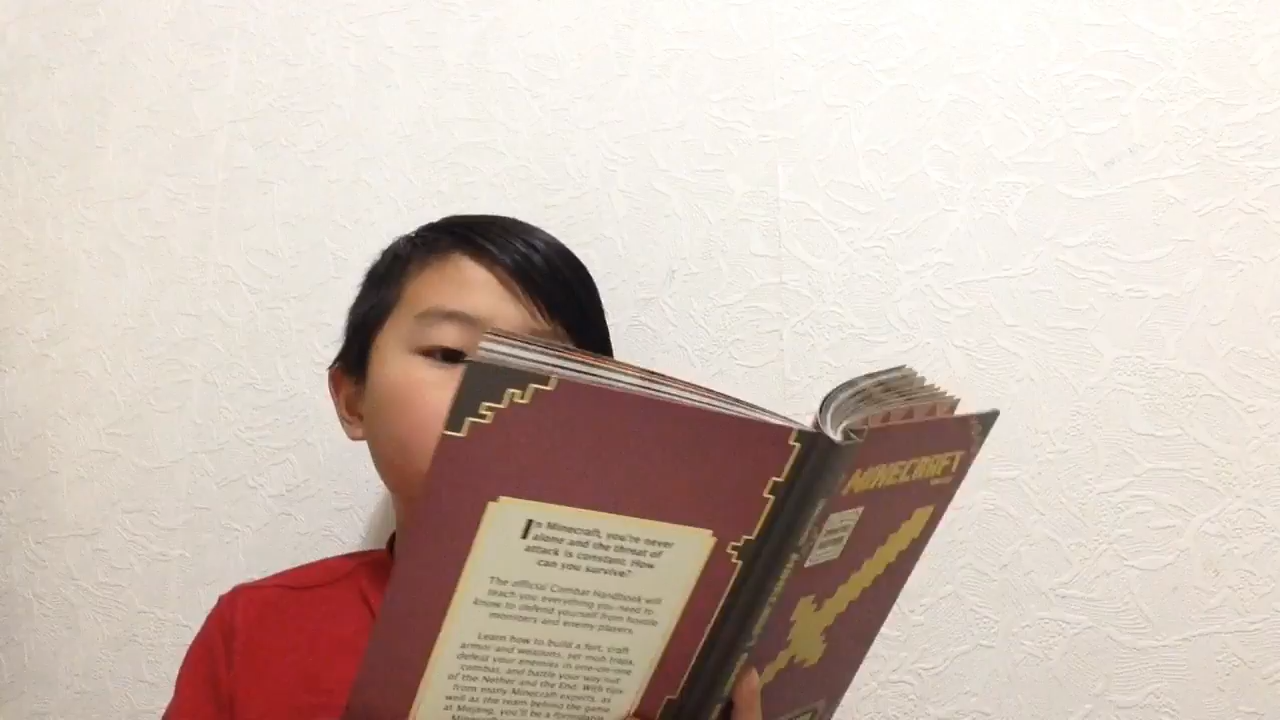 In Minecraft, you're never
alone and the threat of
attack is constant. How
can you survive?
The official Combat Handbook will
teach you everything you need to
know to defend yourself from hostile
monsters and enemy players.
Learn how to build a fort, craft
armor and weapons, set mob traps,
defeat your enemies in one-on-one
combat, and battle your way out
of the Nether and the End. With tips
from many Minecraft experts, as
well as the team behind the game
at Mojang, you'll be a formidable
Minecraft
MINECRAFT